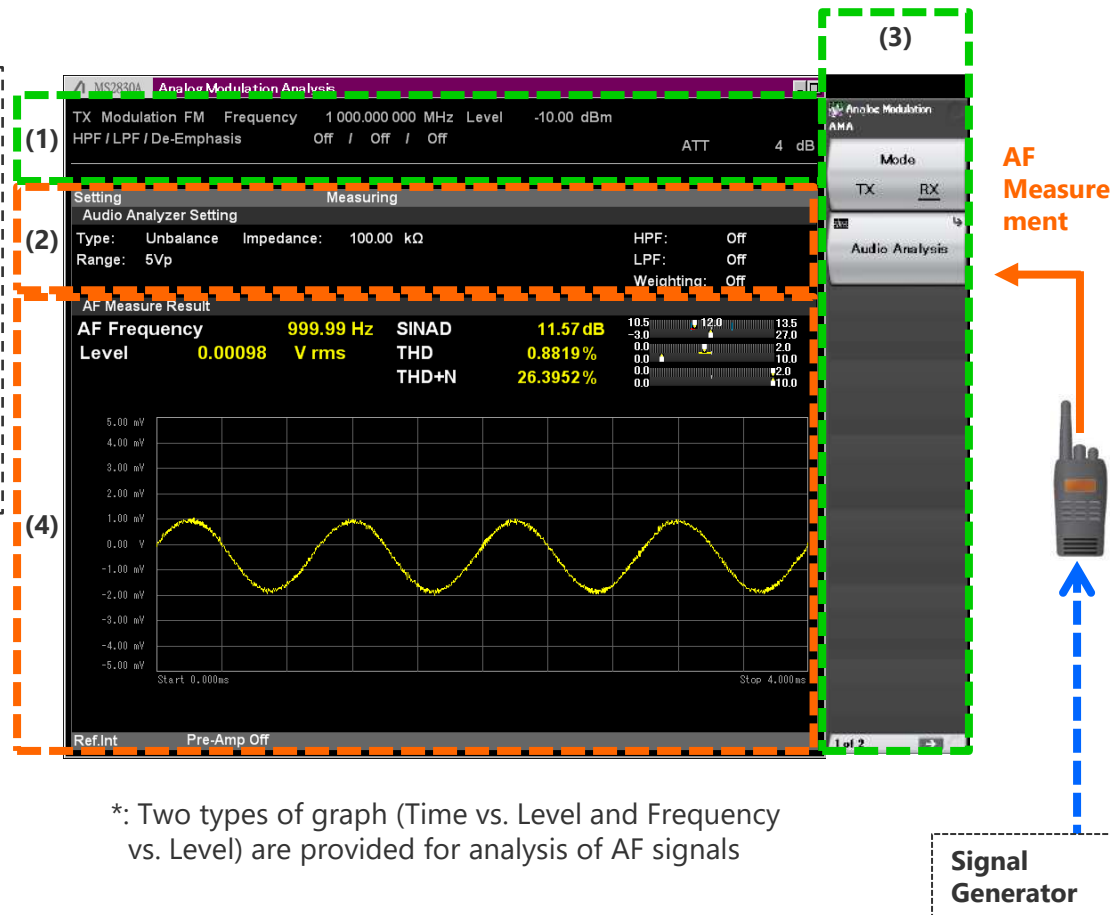 (3)
MS2830A Analog Modulation Analysis
(1)
TX Modulation FM Frequency 1 000.000 000 MHz Level -10.00 dBm
HPF / LPF / De-Emphasis Off / Off / Off
ATT 4 dB
Analog Modulation
AMA
Mode
TX RX
Audio Analysis
AF
Measure
ment
(2)
Setting Measuring
Audio Analyzer Setting
Type: Unbalance Impedance: 100.00 kΩ HPF: Off
Range: 5Vp LPF: Off
Weighting: Off
(4)
AF Measure Result
AF Frequency 999.99 Hz SINAD 11.57 dB
Level 0.00098 V rms THD 0.8819 %
THD+N 26.3952 %
10.5 12.0 13.5
-3.0 27.0
0.0 2.0
0.0 10.0
0.0 2.0
0.0 10.0
5.00 mV
4.00 mV
3.00 mV
2.00 mV
1.00 mV
0.00 V
-1.00 mV
-2.00 mV
-3.00 mV
-4.00 mV
-5.00 mV
Start 0.000ms Stop 4.000ms
Ref.Int Pre-Amp Off
1 of 2
*: Two types of graph (Time vs. Level and Frequency
vs. Level) are provided for analysis of AF signals
Signal
Generator